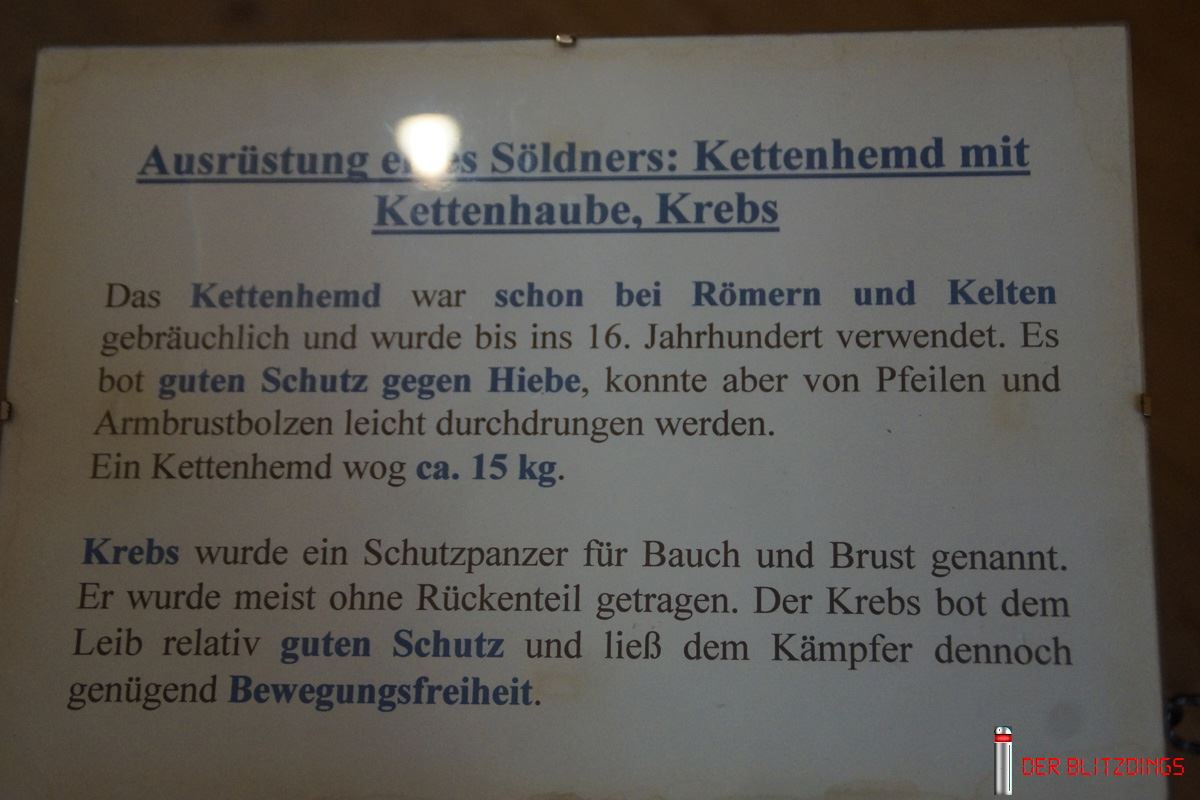 Ausrüstung eines Söldners: Kettenhemd mit
Kettenhaube, Krebs
Das Kettenhemd war schon bei Römern und Kelten
gebräuchlich und wurde bis ins 16. Jahrhundert verwendet. Es
bot guten Schutz gegen Hiebe, konnte aber von Pfeilen und
Armbrustbolzen leicht durchdrungen werden.
Ein Kettenhemd wog ca. 15 kg.
Krebs wurde ein Schutzpanzer für Bauch und Brust genannt.
Er wurde meist ohne Rückenteil getragen. Der Krebs bot dem
Leib relativ guten Schutz und ließ dem Kämpfer dennoch
genügend Bewegungsfreiheit.
DER BLITZDINGS